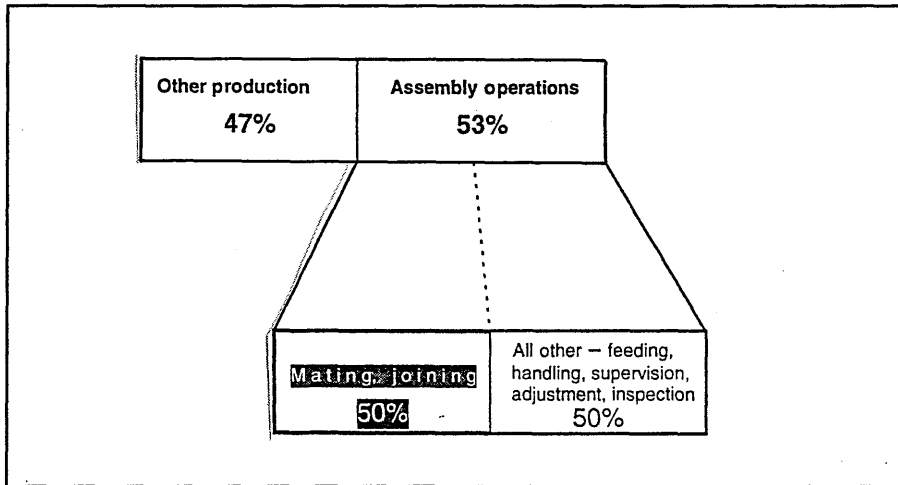 Other production
47%
Assembly operations
53%
Mating, joining
50%
All other – feeding,
handling, supervision,
adjustment, inspection
50%